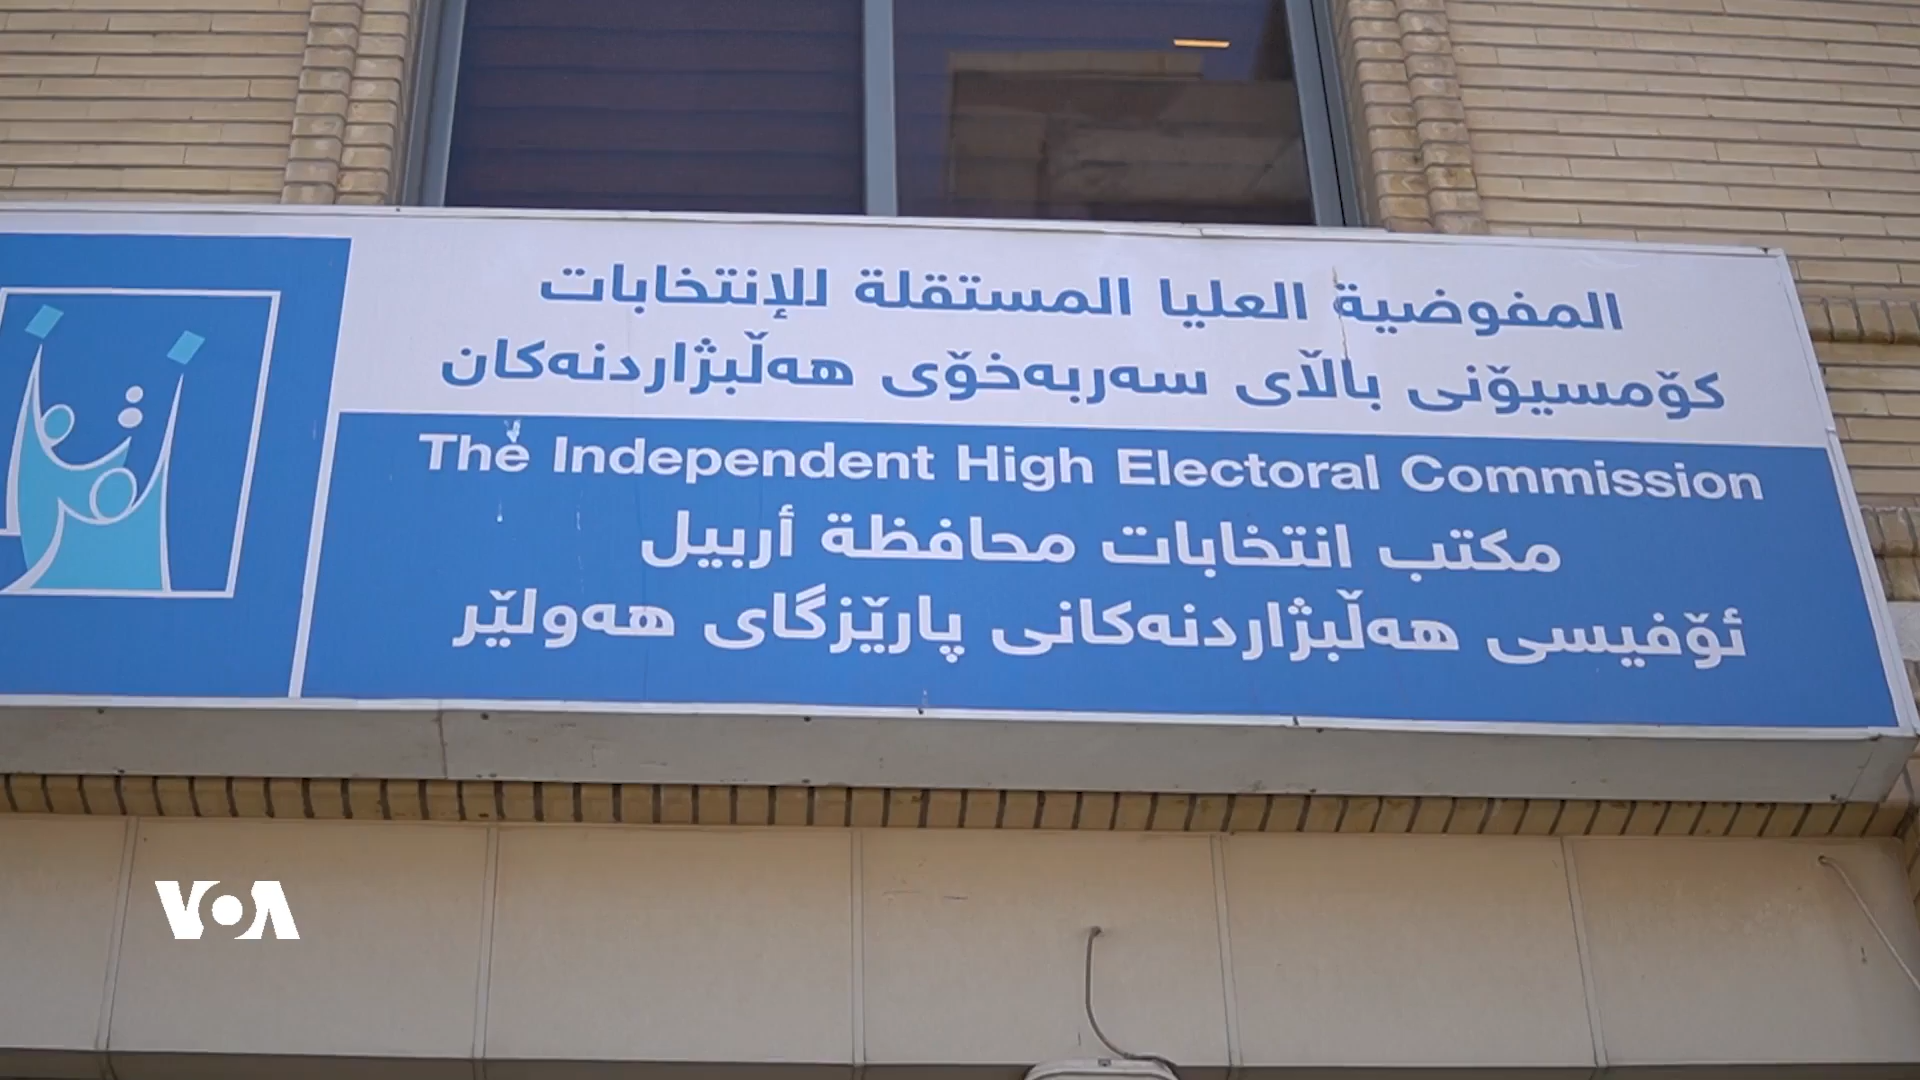 المفوضية العليا المستقلة للإنتخابات
كۆمسیۆنی باڵای سەربەخۆی هەڵبژاردنەکان
The Independent High Electoral Commission
مكتب انتخابات محافظة أربيل
ئۆفیسی هەڵبژاردنەکانی پارێزگای هەولێر
VOA